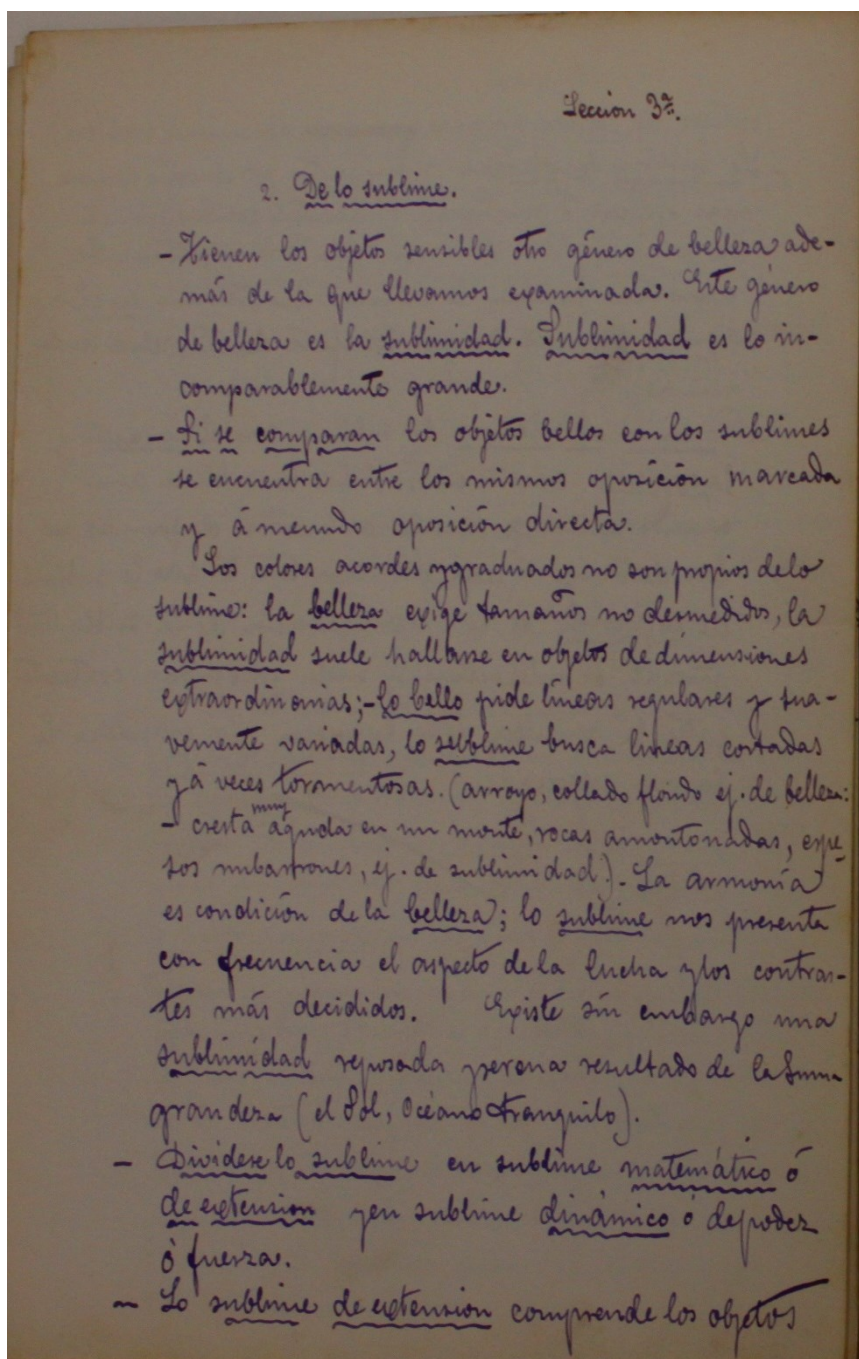 Lección 3ª.
2. De lo sublime.
- Tienen los objetos sensibles otro género de belleza ade-
más de la que llevamos examinada. Este género
de belleza es la sublimidad. Sublimidad es lo in-
comparablemente grande.
- Si se comparan los objetos bellos con los sublimes
se encuentra entre los mismos oposición marcada
y á menudo oposición directa.
Los colores acordes y graduados no son propios de lo
sublime: la belleza exige tamaños no desmedidos, la
sublimidad suele hallarse en objetos de dimensiones
extraordinarias;- lo bello pide líneas regulares y sua-
vemente variadas, lo sublime busca lineas cortadas
y á veces tormentosas. (arroyo, collado florido ej. de belleza:
- cresta muy aguda en un monte, rocas amontonadas, espe-
sos nubarrones, ej. de sublimidad). - La armonía
es condición de la belleza; lo sublime nos presenta
con frecuencia el aspecto de la lucha y los contras-
tes más decididos. Existe sin embargo una
sublimidad reposada y serena resultado de la Suma
grandeza (el Sol, Océano tranquilo).
- Divídese lo sublime en sublime matemático ó
de extension y en sublime dinámico ó de poder
ó fuerza.
- Lo sublime de extension comprende los objetos